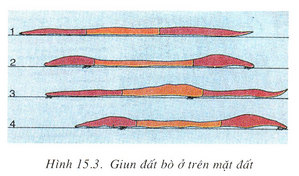 1
2
3
4
Hình 15.3. Giun đất bò ở trên mặt đất